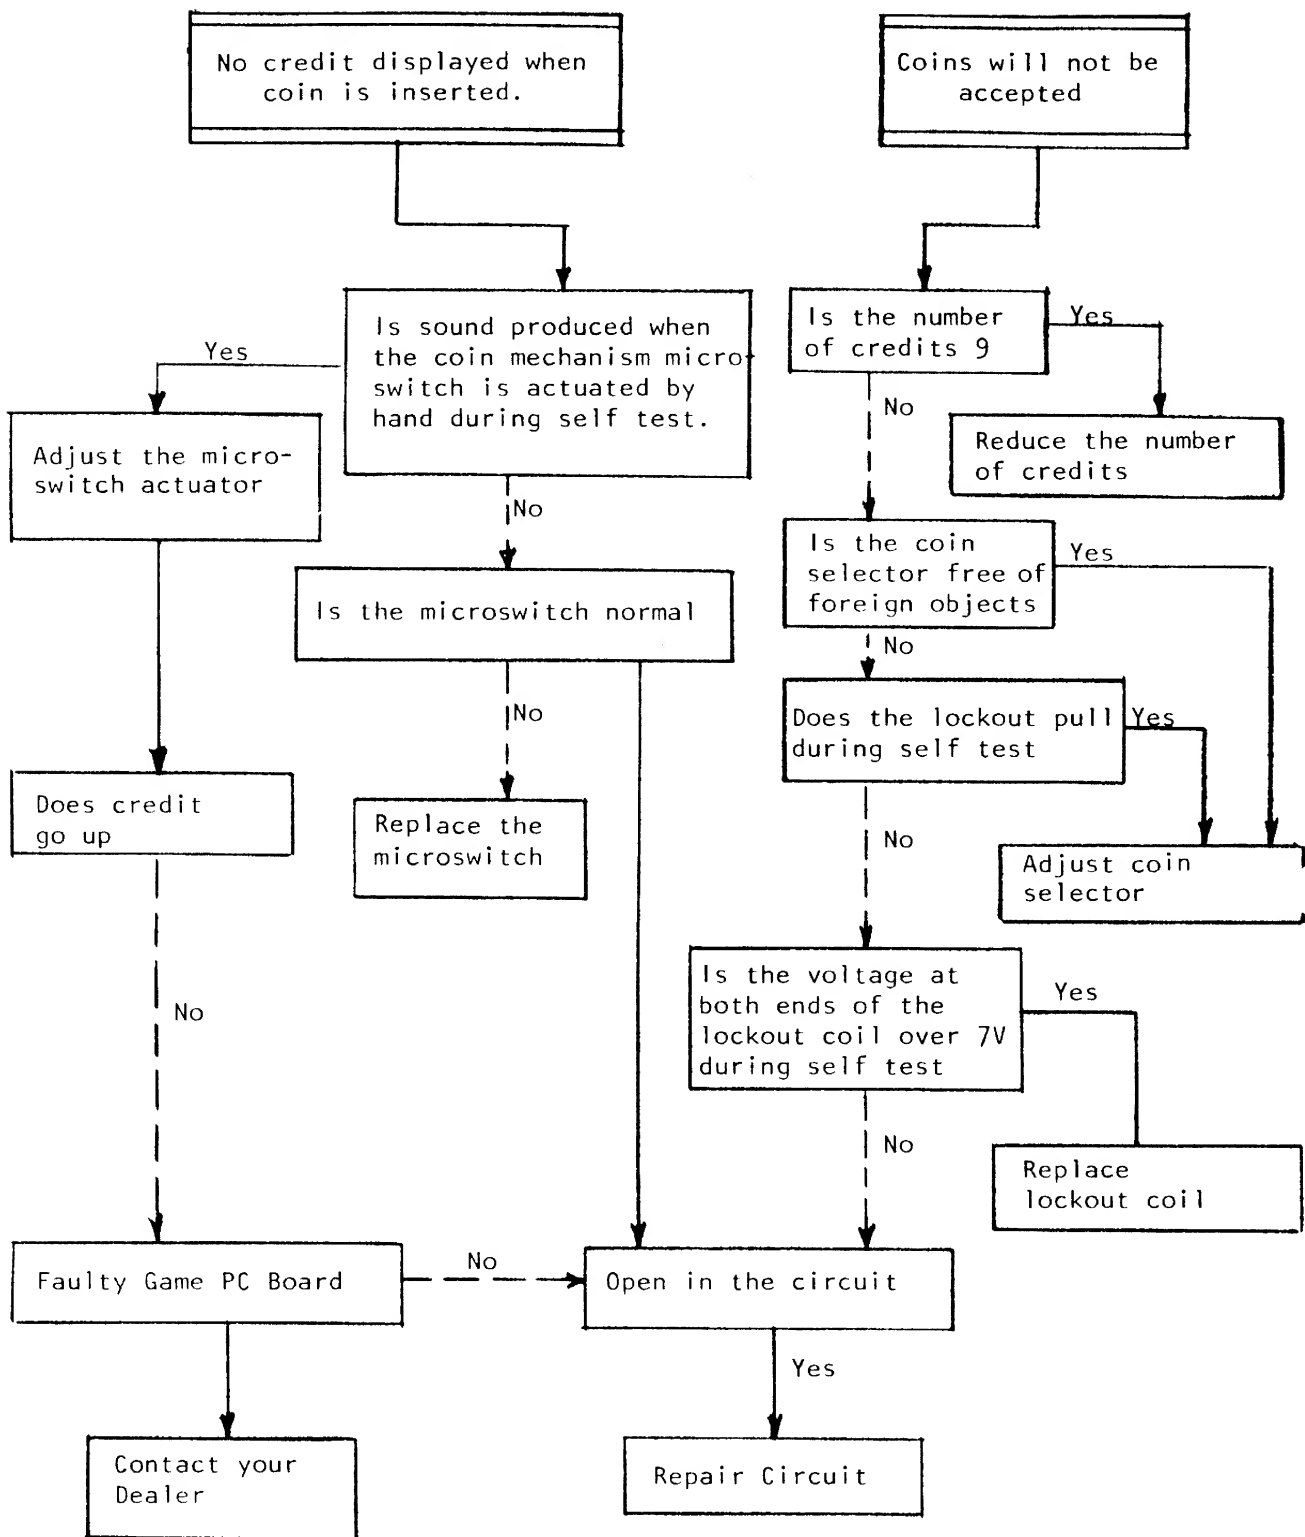 No credit displayed when
coin is inserted.
Coins will not be
accepted
Is sound produced when
the coin mechanism micro-
switch is actuated by
hand during self test.
Yes
No
Is the number
of credits 9
Yes
No
Adjust the micro-
switch actuator
Reduce the number
of credits
Is the coin
selector free of
foreign objects
Yes
No
Is the microswitch normal
No
Does the lockout pull
during self test
Yes
No
Does credit
go up
No
Replace the
microswitch
Adjust coin
selector
Is the voltage at
both ends of the
lockout coil over 7V
during self test
Yes
No
Replace
lockout coil
Faulty Game PC Board
No
Open in the circuit
Yes
Contact your
Dealer
Repair Circuit